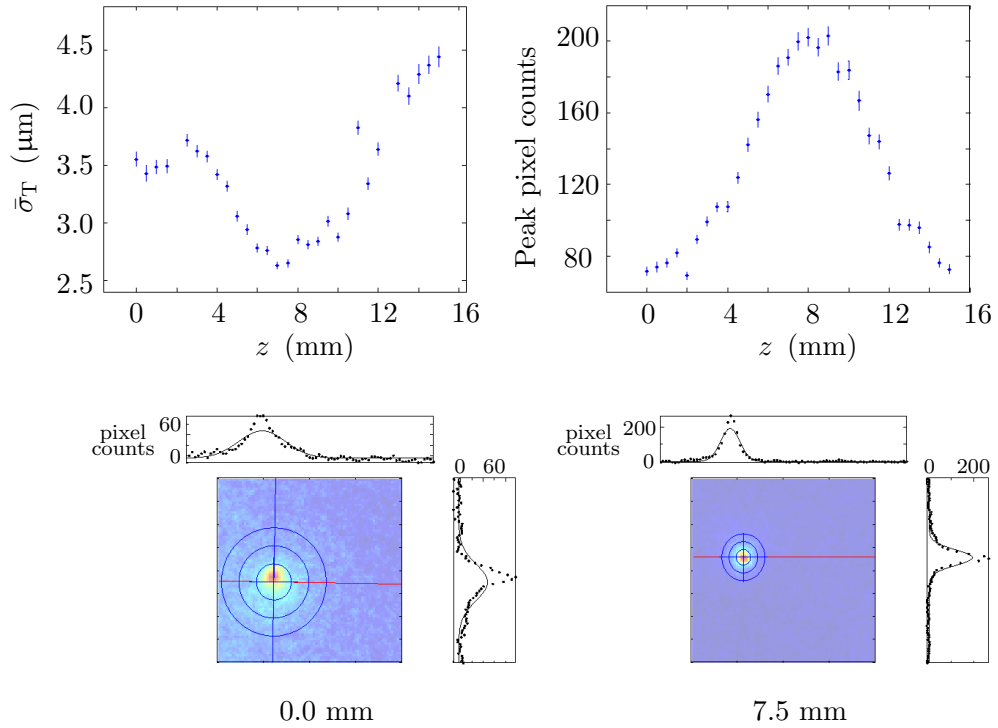 4.5
4.0
3.5
3.0
2.5
σ̄_T (μm)
0 4 8 12 16
z (mm)
200
160
120
80
Peak pixel counts
0 4 8 12 16
z (mm)
60
0
pixel
counts
0 60
0.0 mm
200
0
pixel
counts
0 200
7.5 mm